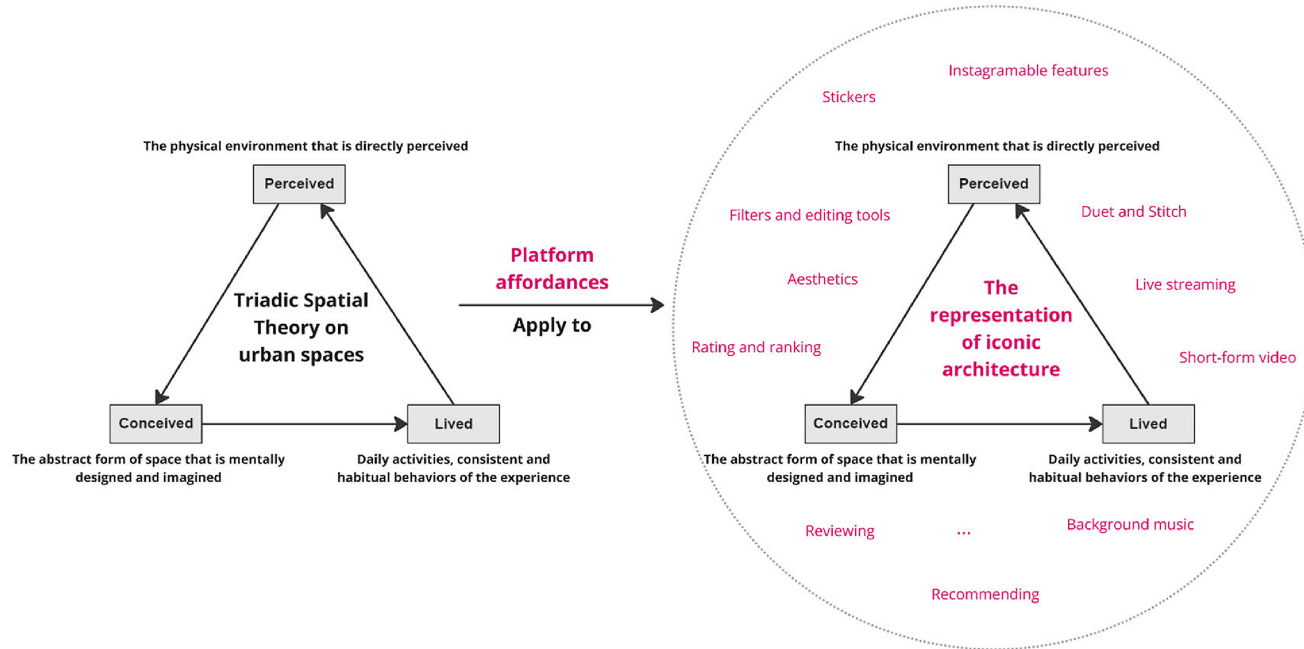 The physical environment that is directly perceived
Perceived
Triadic Spatial
Theory on
urban spaces
Conceived
Lived
The abstract form of space that is mentally
designed and imagined
Daily activities, consistent and
habitual behaviors of the experience
Platform
affordances
Apply to
Instagramable features
Stickers
The physical environment that is directly perceived
Perceived
Filters and editing tools
Duet and Stitch
Aesthetics
Live streaming
The
representation
of iconic
architecture
Rating and ranking
Short-form video
Conceived
Lived
The abstract form of space that is mentally
designed and imagined
Daily activities, consistent and
habitual behaviors of the experience
Reviewing
...
Background music
Recommending